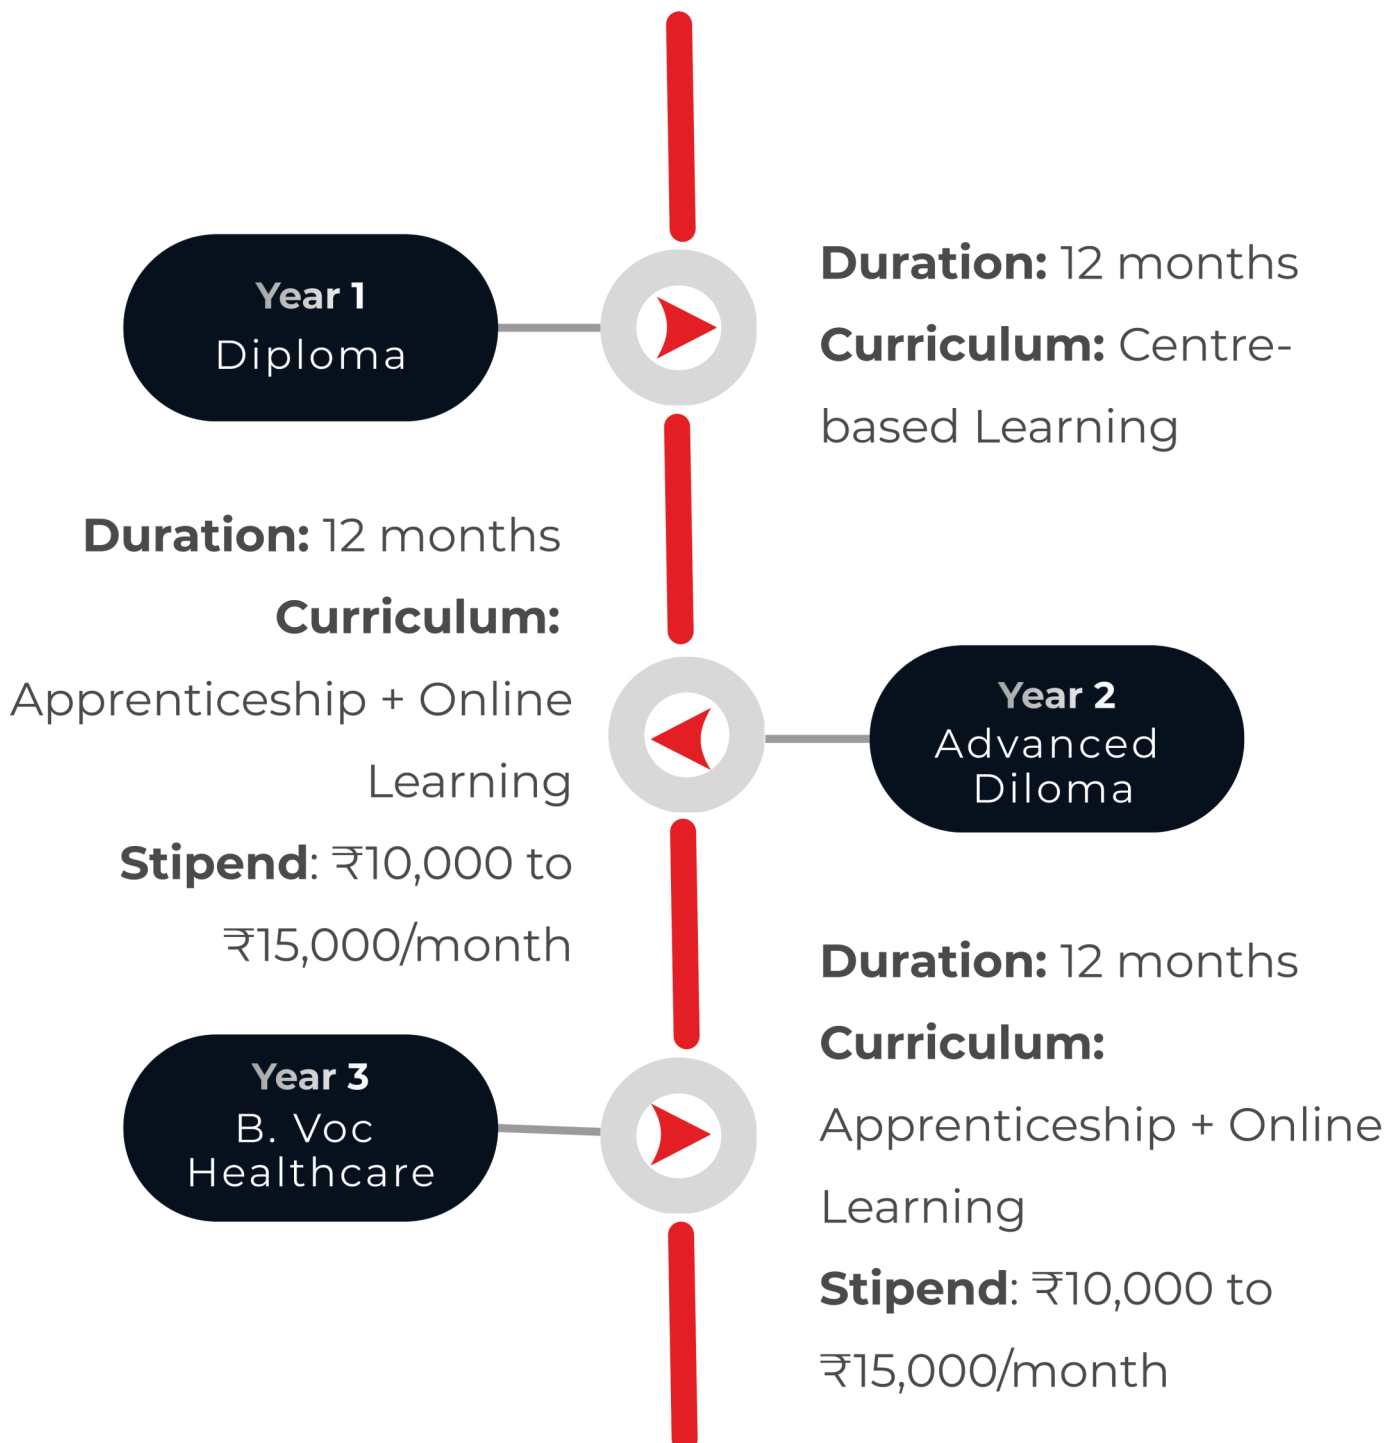 Year 1
Diploma
Duration: 12 months
Curriculum: Centre-
based Learning
Duration: 12 months
Curriculum:
Apprenticeship + Online
Learning
Stipend: ₹10,000 to
₹15,000/month
Year 2
Advanced
Diloma
Year 3
B. Voc
Healthcare
Duration: 12 months
Curriculum:
Apprenticeship + Online
Learning
Stipend: ₹10,000 to
₹15,000/month